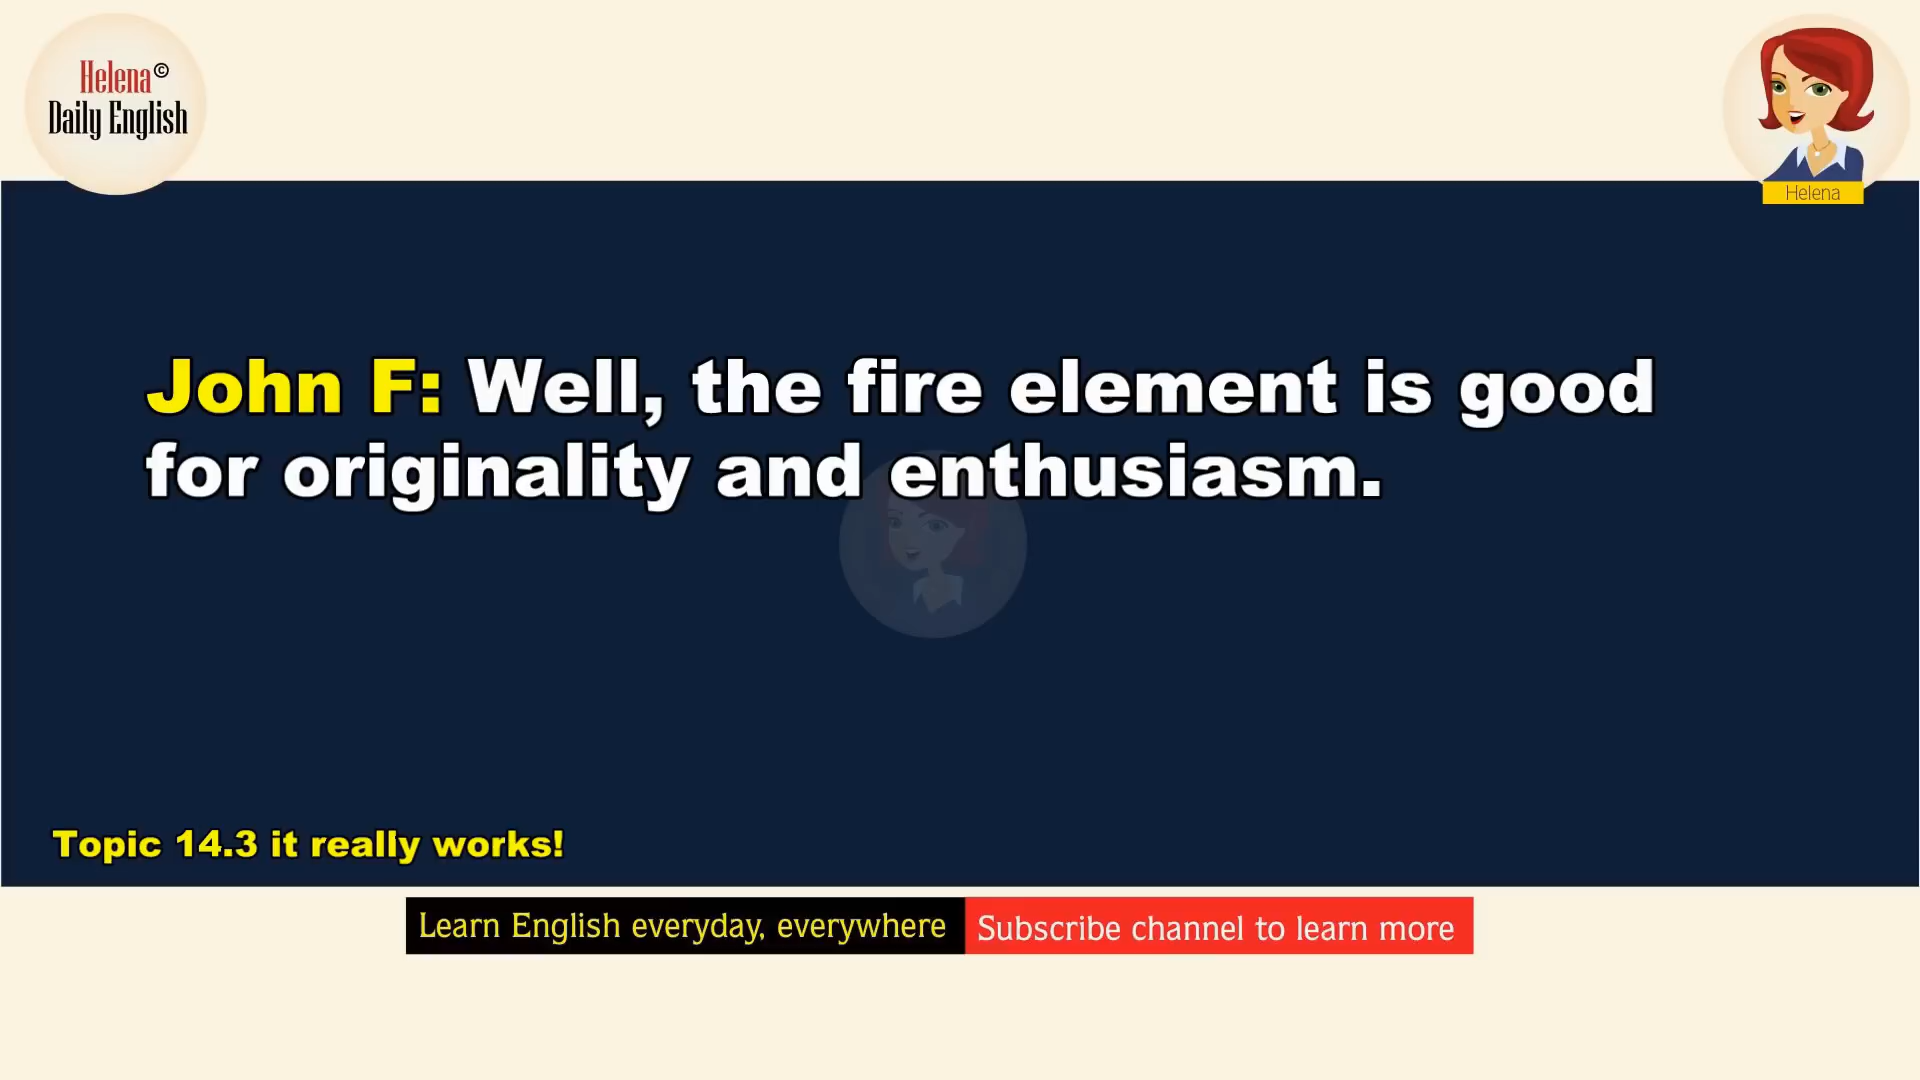 Helena©
Daily English
Helena
John F: Well, the fire element is good
for originality and enthusiasm.
Topic 14.3 it really works!
Learn English everyday, everywhere
Subscribe channel to learn more